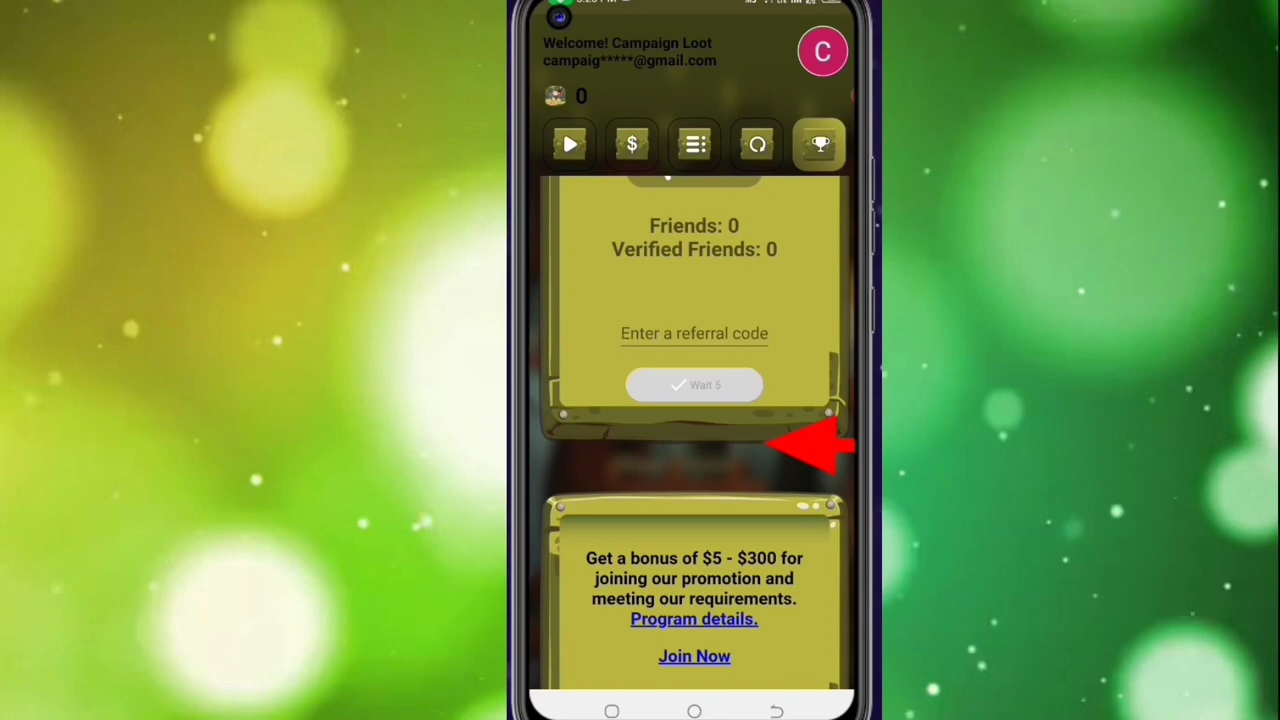 Welcome! Campaign Loot
campaig*****@gmail.com
C
0
$
Friends: 0
Verified Friends: 0
Enter a referral code
Wait 5
Get a bonus of $5 - $300 for
joining our promotion and
meeting our requirements.
Program details.
Join Now